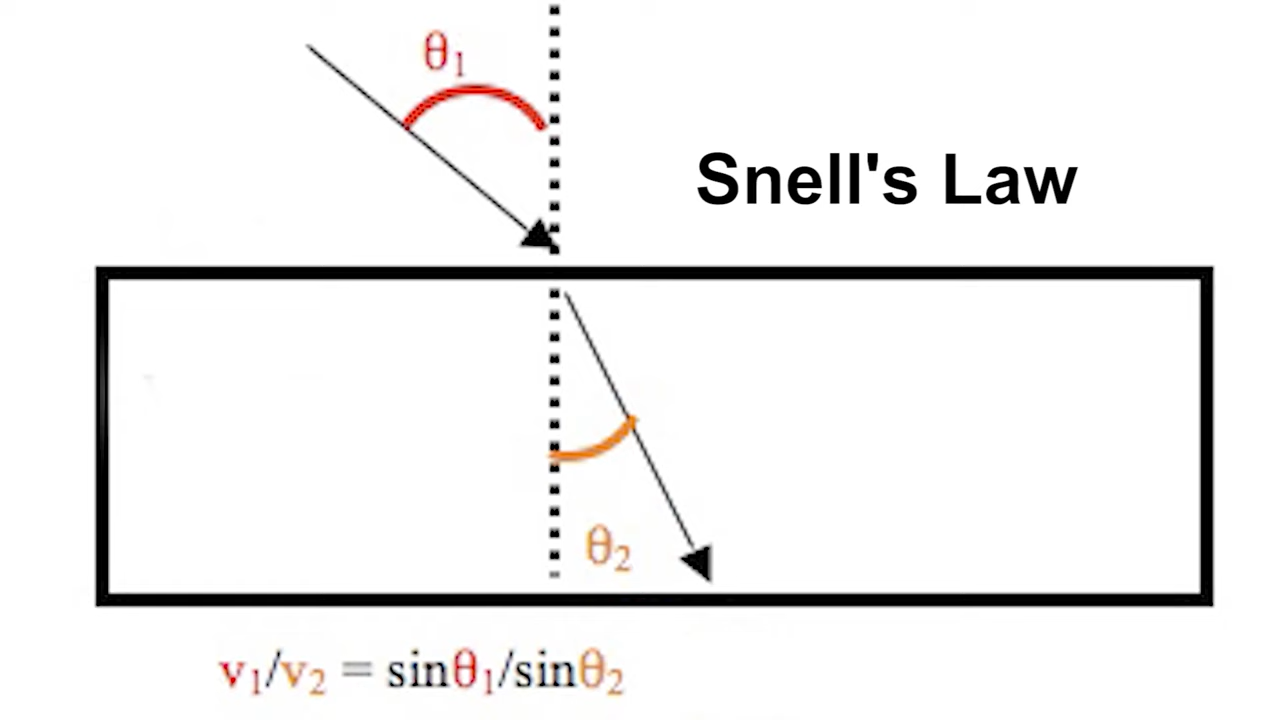 θ₁
Snell's Law
θ₂
v₁/v₂ = sinθ₁/sinθ₂